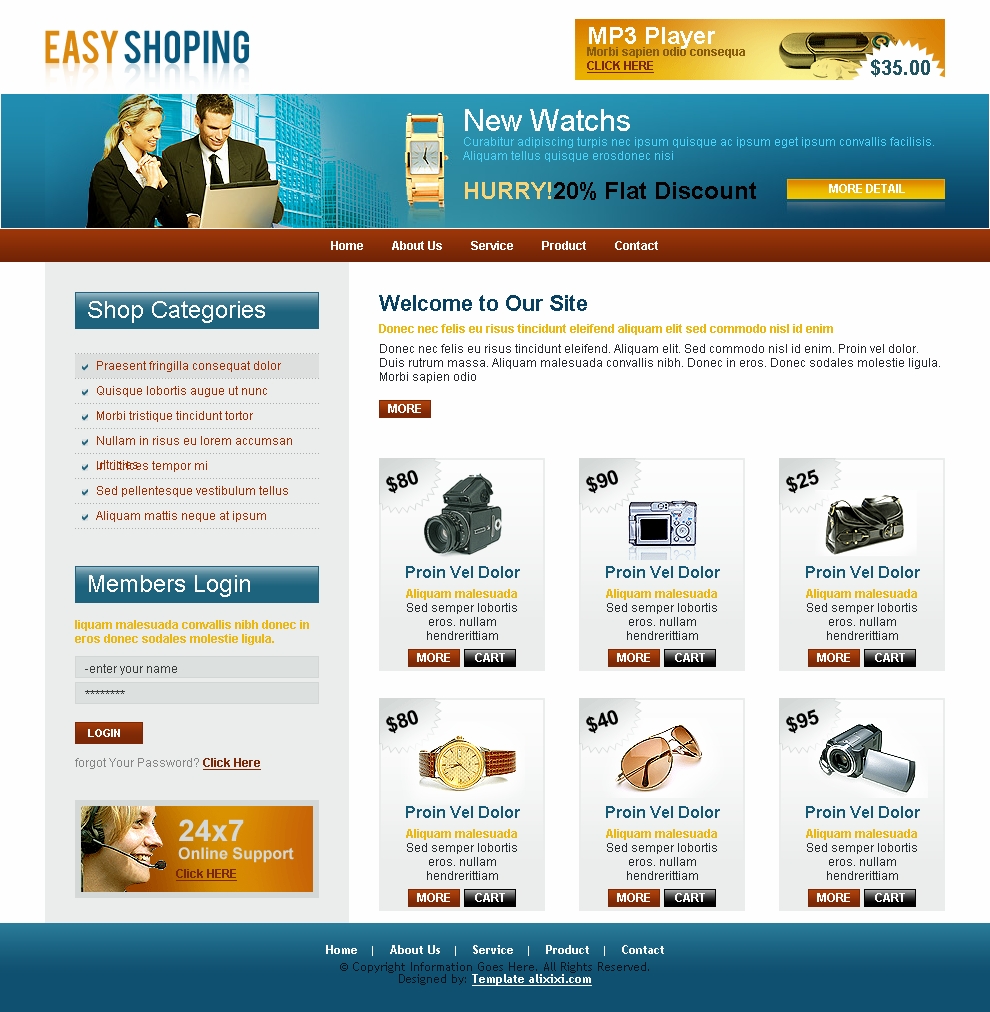 EASY SHOPING
MP3 Player
Morbi sapien odio consequa
CLICK HERE
$35.00
New Watchs
Curabitur adipiscing turpis nec ipsum quisque ac ipsum eget ipsum convallis facilisis.
Aliquam tellus quisque erosdonec nisi
HURRY!20% Flat Discount
MORE DETAIL
Home About Us Service Product Contact
Shop Categories
Praesent fringilla consequat dolor
Quisque lobortis augue ut nunc
Morbi tristique tincidunt tortor
Nullam in risus eu lorem accumsan
ultricies tempor mi
Sed pellentesque vestibulum tellus
Aliquam mattis neque at ipsum
Members Login
liquam malesuada convallis nibh donec in
eros donec sodales molestie ligula.
-enter your name
********
LOGIN
forgot Your Password? Click Here
24x7
Online Support
Click HERE
Welcome to Our Site
Donec nec felis eu risus tincidunt eleifend aliquam elit sed commodo nisl id enim
Donec nec felis eu risus tincidunt eleifend. Aliquam elit. Sed commodo nisl id enim. Proin vel dolor.
Duis rutrum massa. Aliquam malesuada convallis nibh. Donec in eros. Donec sodales molestie ligula.
Morbi sapien odio
MORE
$80
Proin Vel Dolor
Aliquam malesuada
Sed semper lobortis
eros. nullam
hendrerittiam
MORE CART
$90
Proin Vel Dolor
Aliquam malesuada
Sed semper lobortis
eros. nullam
hendrerittiam
MORE CART
$25
Proin Vel Dolor
Aliquam malesuada
Sed semper lobortis
eros. nullam
hendrerittiam
MORE CART
$80
Proin Vel Dolor
Aliquam malesuada
Sed semper lobortis
eros. nullam
hendrerittiam
MORE CART
$40
Proin Vel Dolor
Aliquam malesuada
Sed semper lobortis
eros. nullam
hendrerittiam
MORE CART
$95
Proin Vel Dolor
Aliquam malesuada
Sed semper lobortis
eros. nullam
hendrerittiam
MORE CART
Home | About Us | Service | Product | Contact
© Copyright Information Goes Here. All Rights Reserved.
Designed by: Template alixixi.com